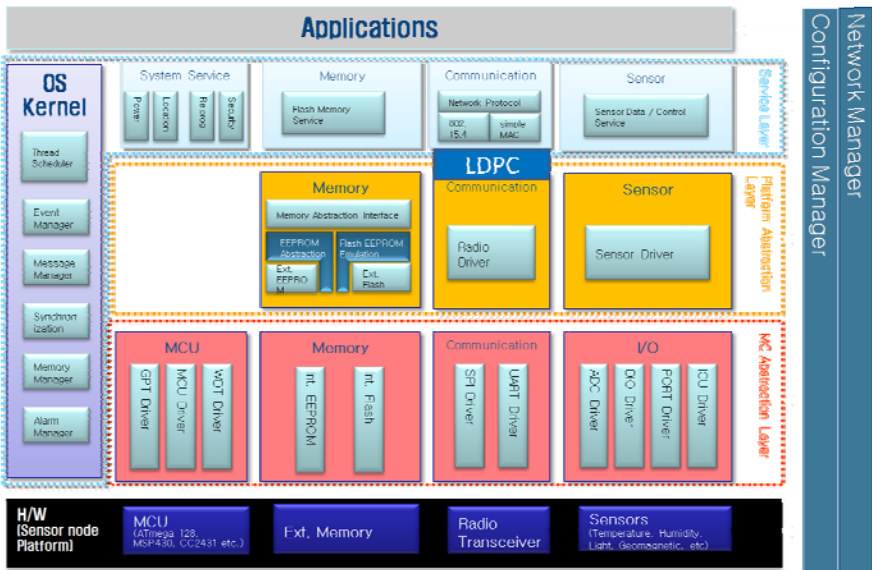 Applications
OS
Kernel
Thread
Scheduler
Event
Manager
Message
Manager
Synchron
ization
Memory
Manager
Alarm
Manager
System Service
Power
Location
Reprog
Security
Memory
Flash Memory
Service
Communication
Network Protocol
802.
15.4
simple
MAC
Sensor
Sensor Data / Control
Service
Service Layer
LDPC
Memory
Memory Abstraction Interface
EEPROM
Abstraction
Flash EEPROM
Emulation
Ext.
EEPRO
M
Ext.
Flash
Communication
Radio
Driver
Sensor
Sensor Driver
Platform Abstraction
Layer
MCU
GPT Driver
MCU Driver
WDT Driver
Memory
Int. EEPROM
Int. Flash
Communication
SPI Driver
UART Driver
I/O
ADC Driver
DIO Driver
PORT Driver
ICU Driver
MC Abstraction Layer
H/W
(Sensor node
Platform)
MCU
(ATmega 128,
MSP430, CC2431 etc.)
Ext. Memory
Radio
Transceiver
Sensors
(Temperature, Humidity,
Light, Geomagnetic, etc)
Configuration Manager
Network Manager